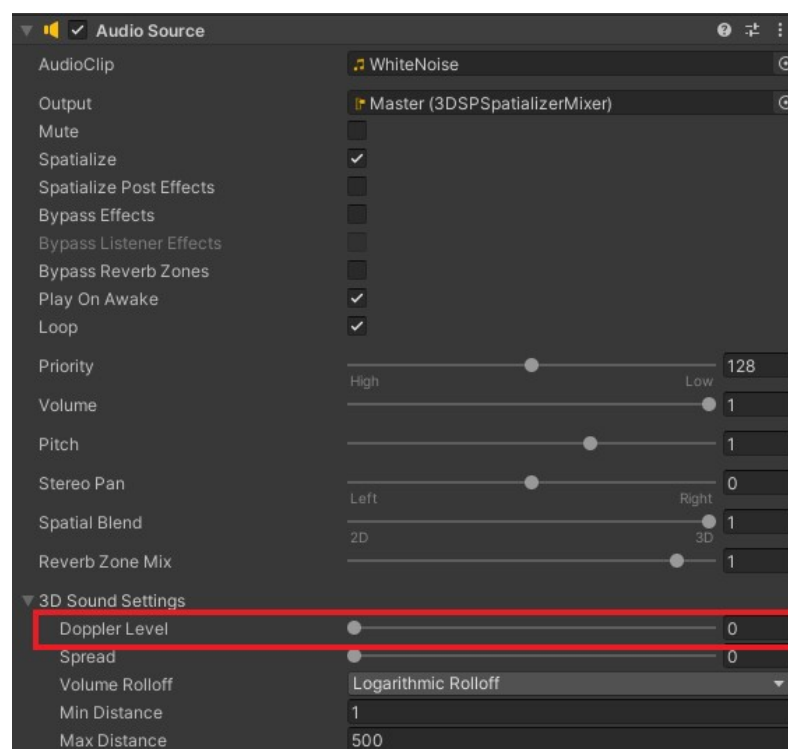 Audio Source
AudioClip WhiteNoise
Output Master (3DSPSpatializerMixer)
Mute
Spatialize
Spatialize Post Effects
Bypass Effects
Bypass Listener Effects
Bypass Reverb Zones
Play On Awake
Loop
Priority 128
High Low
Volume 1
Pitch 1
Stereo Pan 0
Left Right
Spatial Blend 1
2D 3D
Reverb Zone Mix 1
3D Sound Settings
Doppler Level 0
Spread 0
Volume Rolloff Logarithmic Rolloff
Min Distance 1
Max Distance 500